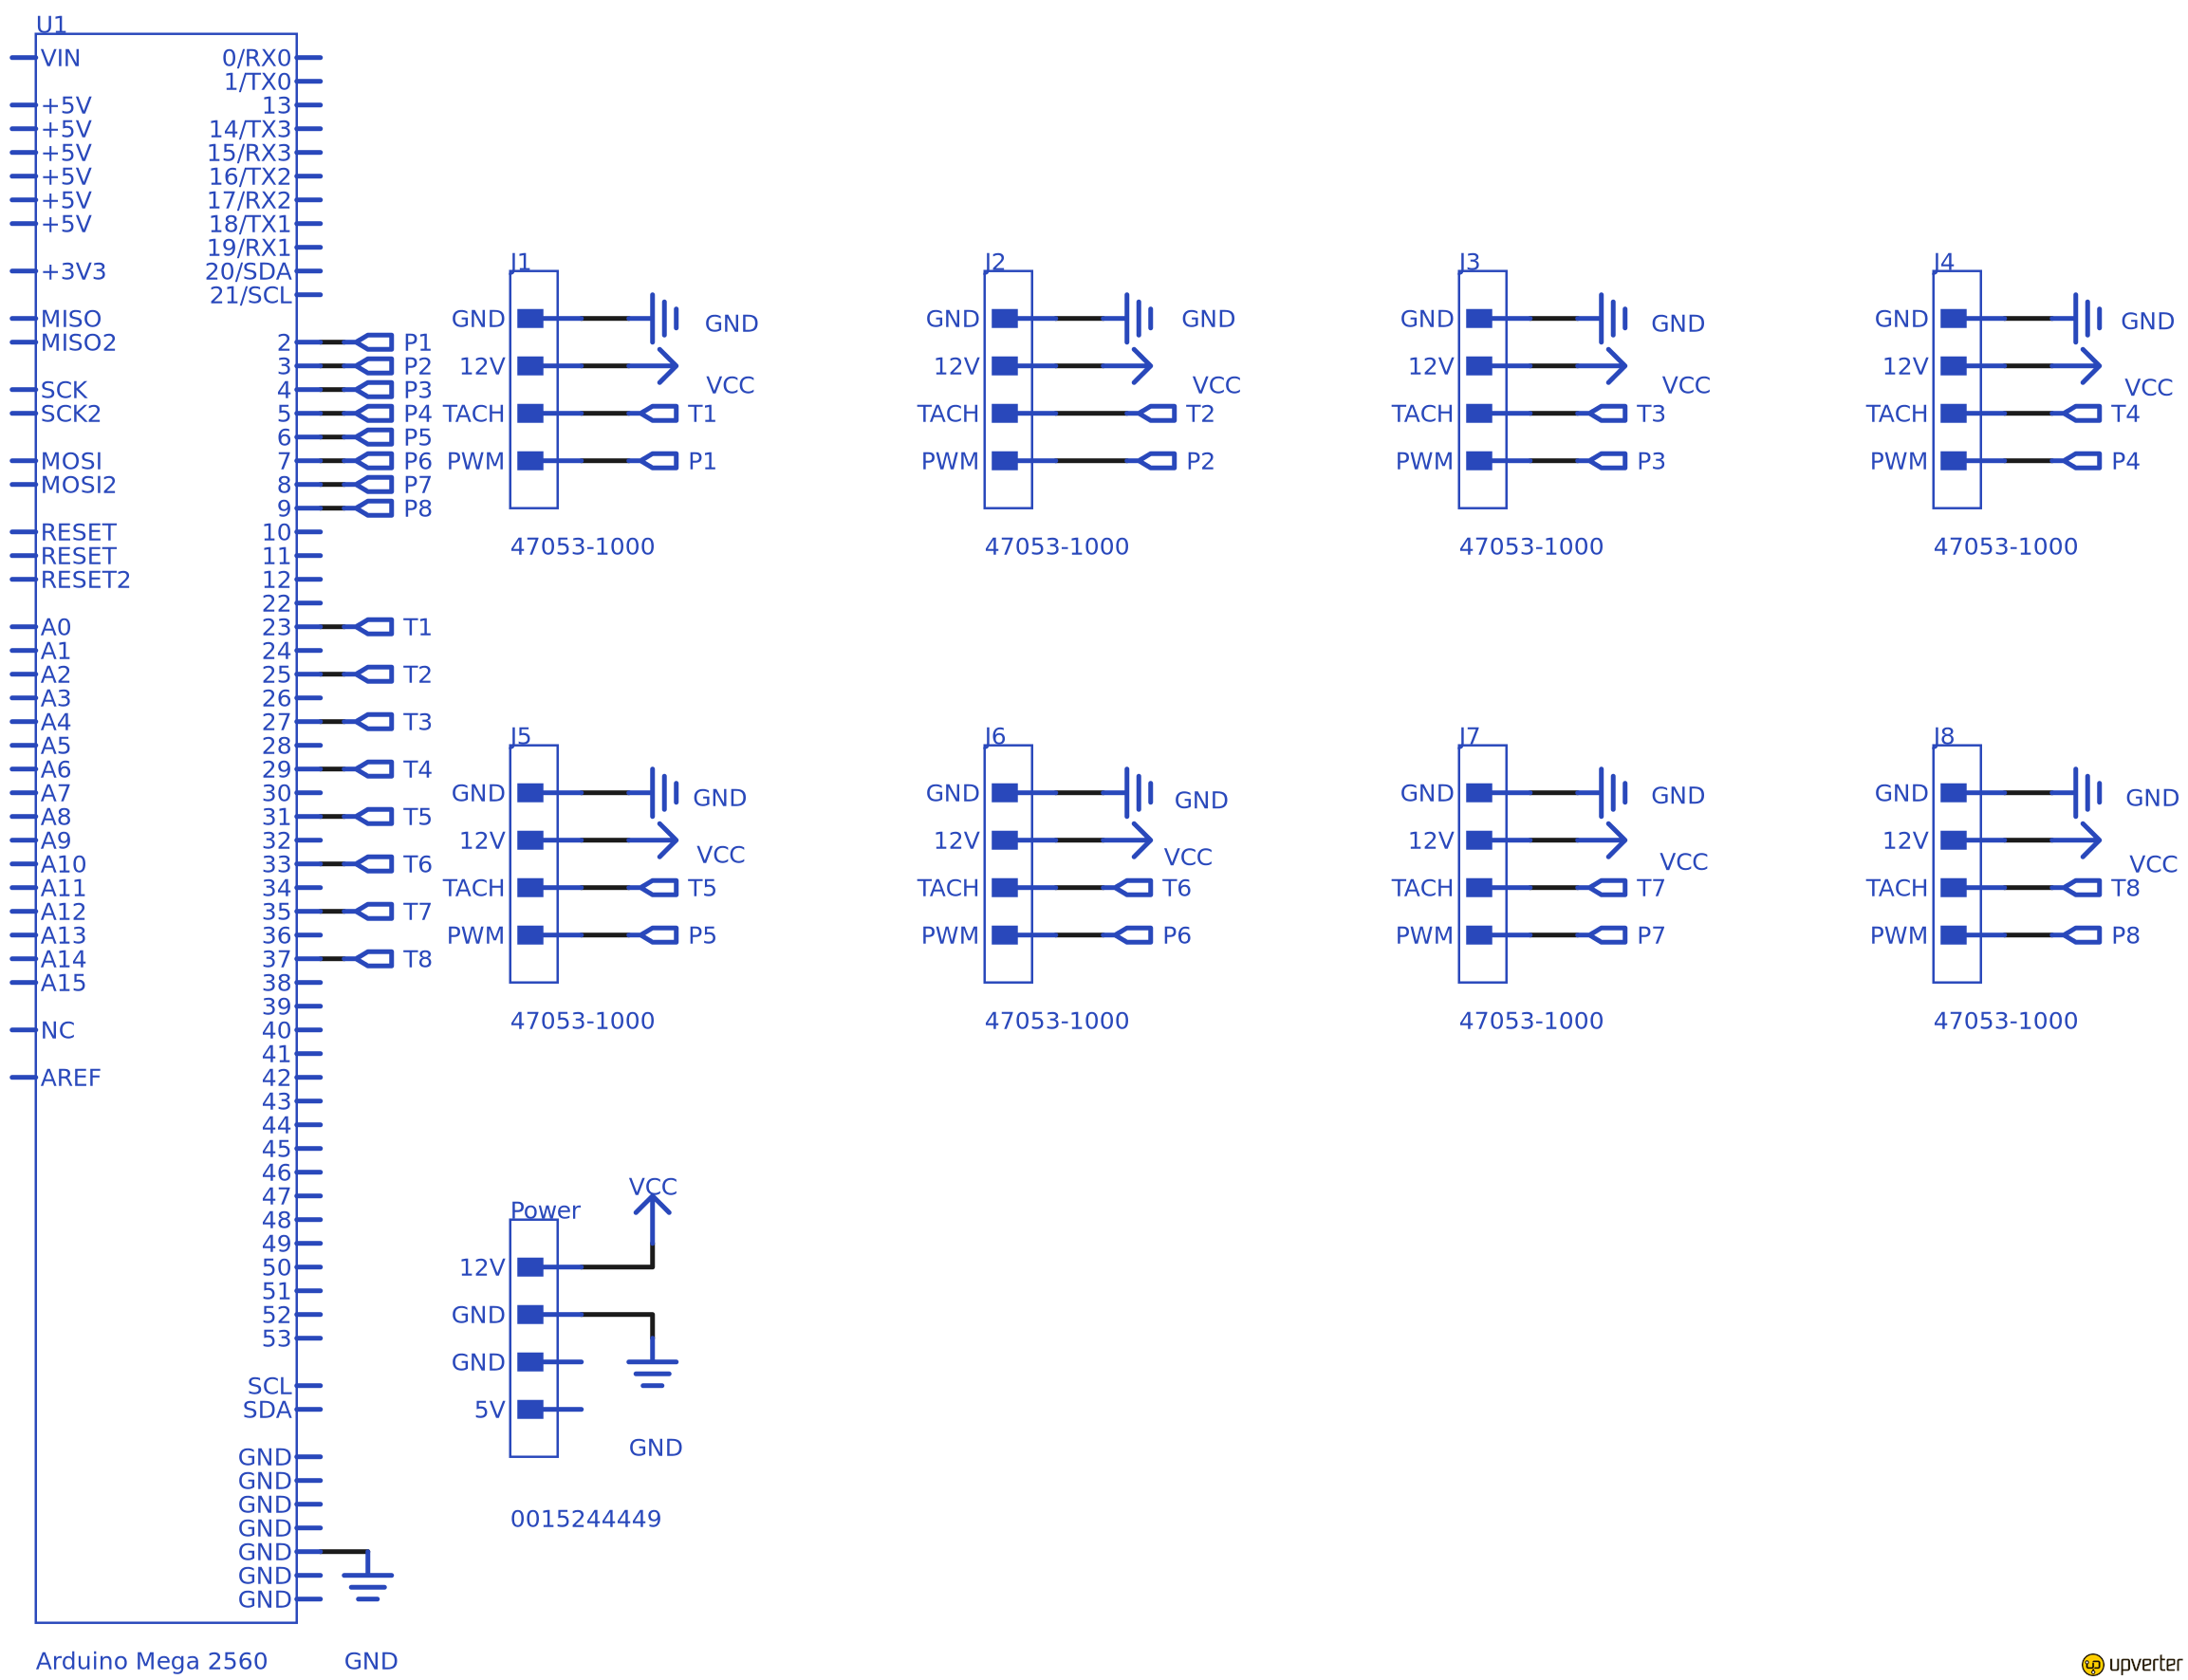 U1
VIN
+5V
+5V
+5V
+5V
+5V
+5V
+3V3
MISO
MISO2
SCK
SCK2
MOSI
MOSI2
RESET
RESET
RESET2
A0
A1
A2
A3
A4
A5
A6
A7
A8
A9
A10
A11
A12
A13
A14
A15
NC
AREF
0/RX0
1/TX0
13
14/TX3
15/RX3
16/TX2
17/RX2
18/TX1
19/RX1
20/SDA
21/SCL
2 P1
3 P2
4 P3
5 P4
6 P5
7 P6
8 P7
9 P8
10
11
12
22
23 T1
24
25 T2
26
27 T3
28
29 T4
30
31 T5
32
33 T6
34
35 T7
36
37 T8
38
39
40
41
42
43
44
45
46
47
48
49
50
51
52
53
SCL
SDA
GND
GND
GND
GND
GND
GND
GND
Arduino Mega 2560
GND
J1
GND GND
12V VCC
TACH T1
PWM P1
47053-1000
J2
GND GND
12V VCC
TACH T2
PWM P2
47053-1000
J3
GND GND
12V VCC
TACH T3
PWM P3
47053-1000
J4
GND GND
12V VCC
TACH T4
PWM P4
47053-1000
J5
GND GND
12V VCC
TACH T5
PWM P5
47053-1000
J6
GND GND
12V VCC
TACH T6
PWM P6
47053-1000
J7
GND GND
12V VCC
TACH T7
PWM P7
47053-1000
J8
GND GND
12V VCC
TACH T8
PWM P8
47053-1000
VCC
Power
12V
GND
GND
5V
GND
0015244449
upverter